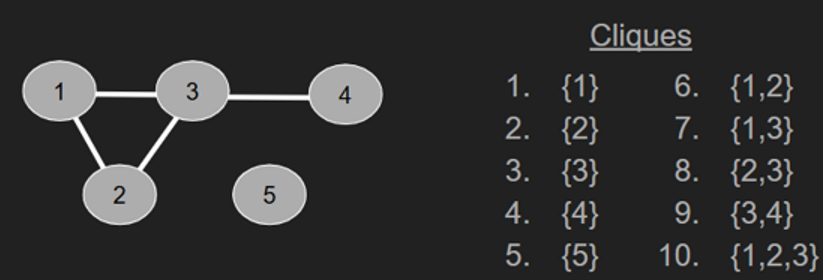 Cliques
1 3 4
2 5
1. {1} 6. {1,2}
2. {2} 7. {1,3}
3. {3} 8. {2,3}
4. {4} 9. {3,4}
5. {5} 10. {1,2,3}